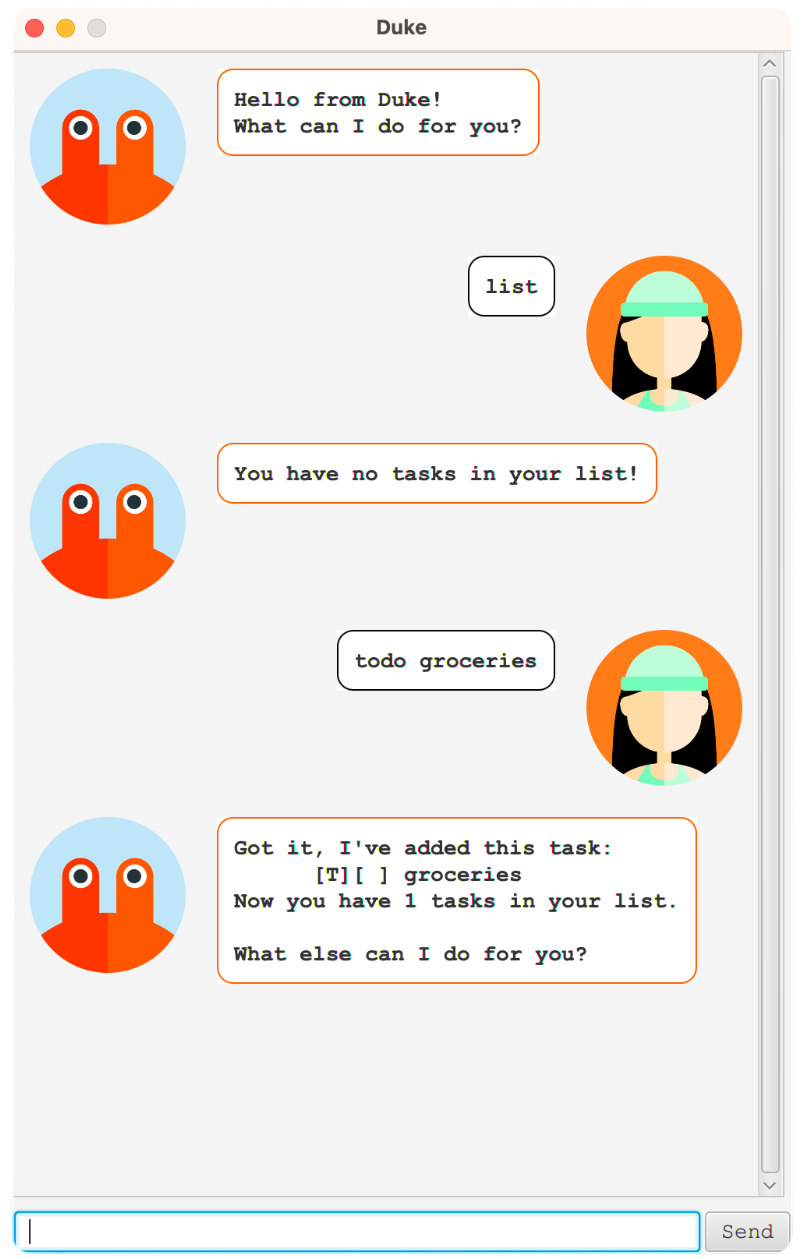 Duke
Hello from Duke!
What can I do for you?
list
You have no tasks in your list!
todo groceries
Got it, I've added this task:
[T][ ] groceries
Now you have 1 tasks in your list.
What else can I do for you?
Send